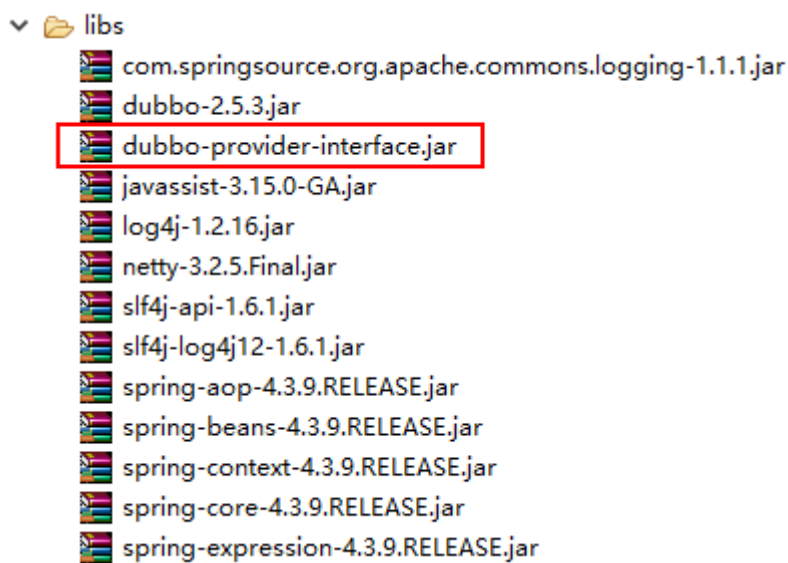 libs
com.springsource.org.apache.commons.logging-1.1.1.jar
dubbo-2.5.3.jar
dubbo-provider-interface.jar
javassist-3.15.0-GA.jar
log4j-1.2.16.jar
netty-3.2.5.Final.jar
slf4j-api-1.6.1.jar
slf4j-log4j12-1.6.1.jar
spring-aop-4.3.9.RELEASE.jar
spring-beans-4.3.9.RELEASE.jar
spring-context-4.3.9.RELEASE.jar
spring-core-4.3.9.RELEASE.jar
spring-expression-4.3.9.RELEASE.jar